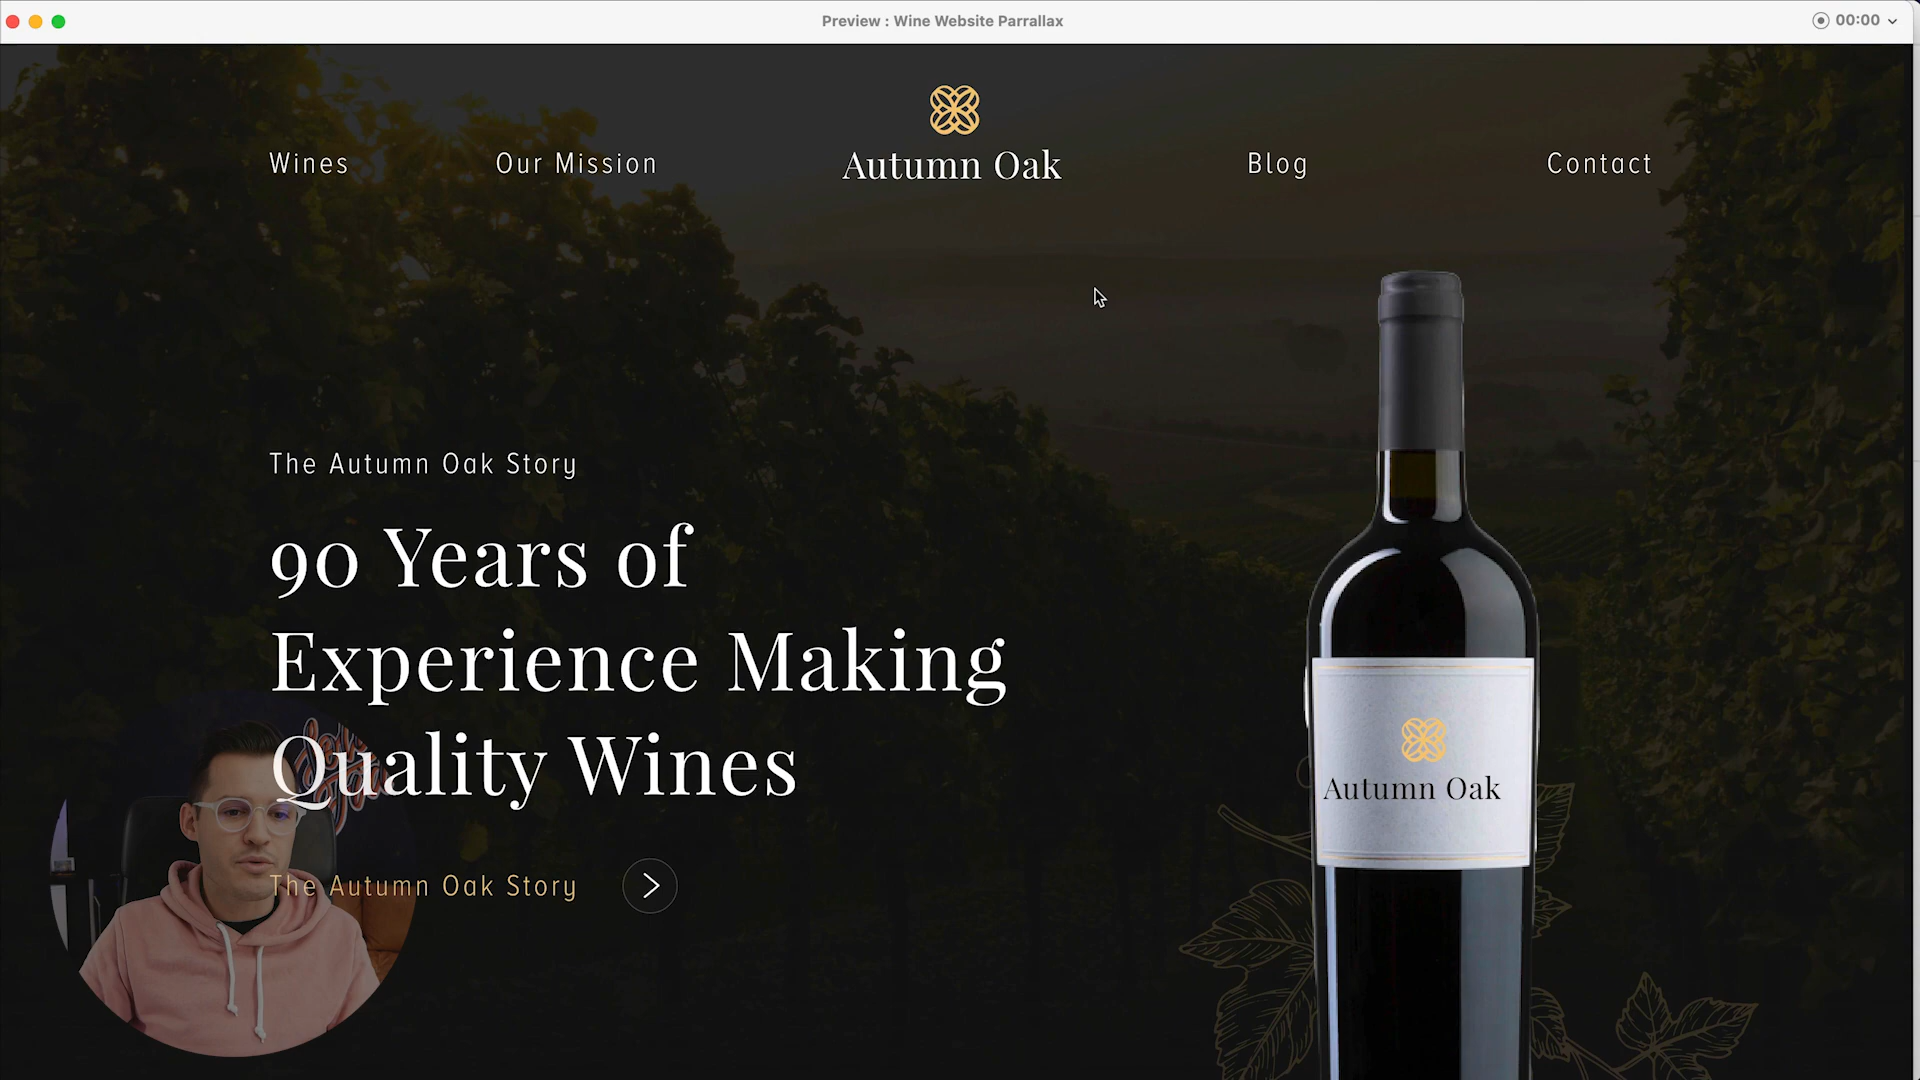 Preview : Wine Website Parrallax
00:00
Wines
Our Mission
Autumn Oak
Blog
Contact
The Autumn Oak Story
90 Years of
Experience Making
Quality Wines
The Autumn Oak Story
Autumn Oak